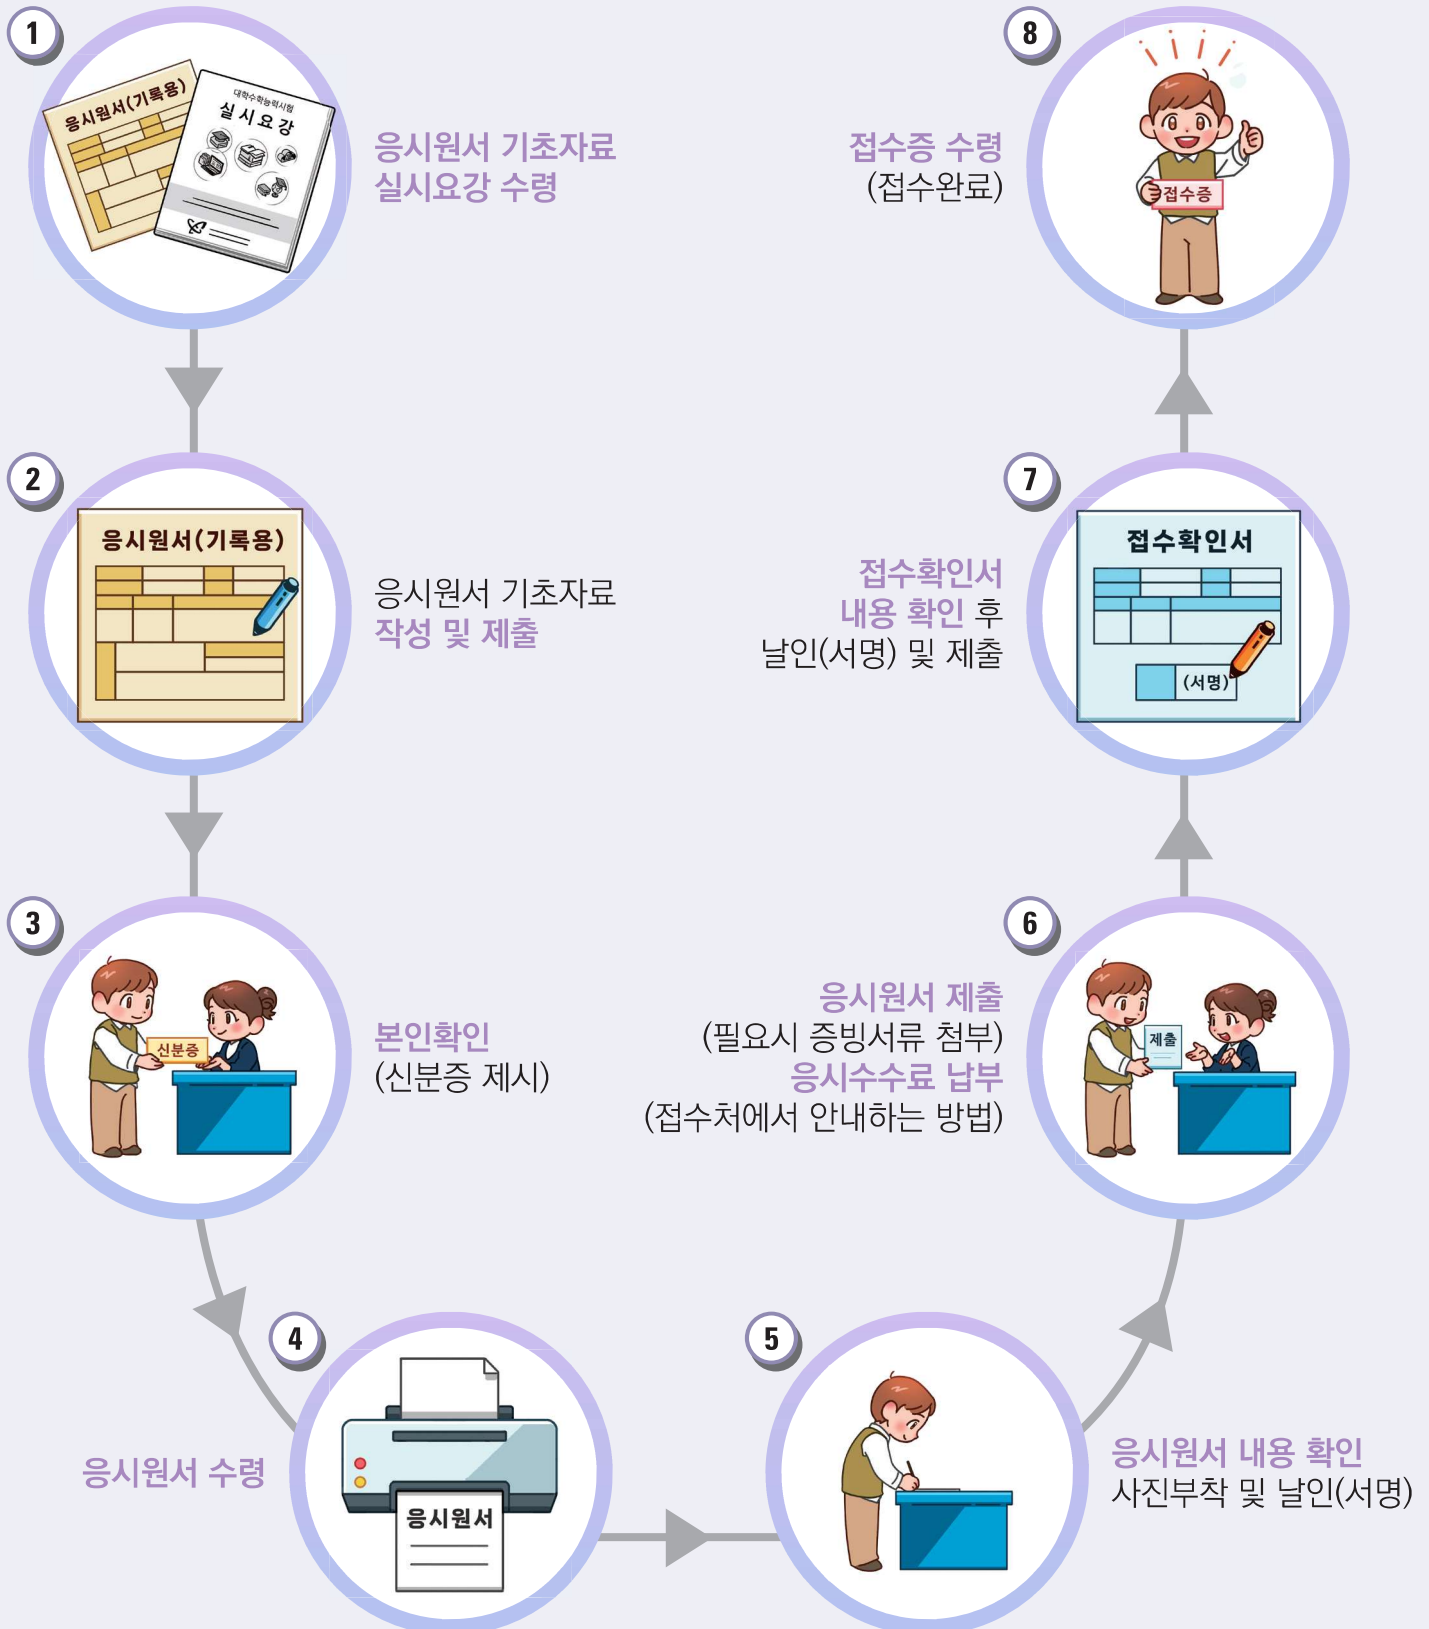 1
응시원서(기록용)
대학수학능력시험
실시요강
응시원서 기초자료
실시요강 수령
2
응시원서(기록용)
응시원서 기초자료
작성 및 제출
3
신분증
본인확인
(신분증 제시)
4
응시원서
응시원서 수령
5
응시원서 내용 확인
사진부착 및 날인(서명)
6
제출
응시원서 제출
(필요시 증빙서류 첨부)
응시수수료 납부
(접수처에서 안내하는 방법)
7
접수확인서
(서명)
접수확인서
내용 확인 후
날인(서명) 및 제출
8
접수증
접수증 수령
(접수완료)